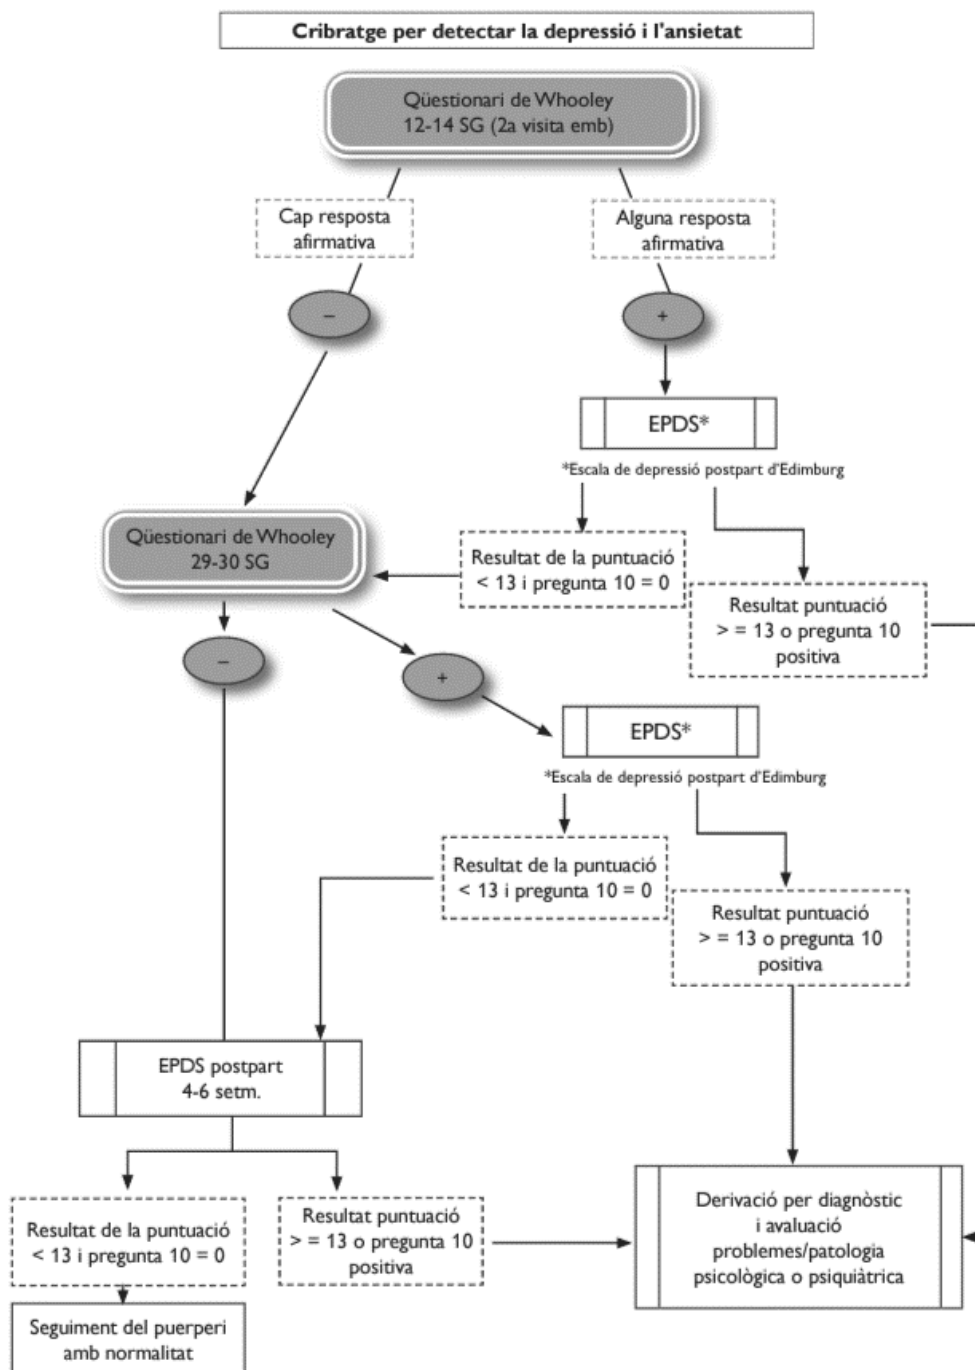 Cribratge per detectar la depressió i l'ansietat
Qüestionari de Whooley
12-14 SG (2a visita emb)
Cap resposta
afirmativa
Alguna resposta
afirmativa
–
+
EPDS*
*Escala de depressió postpart d'Edimburg
Qüestionari de Whooley
29-30 SG
Resultat de la puntuació
< 13 i pregunta 10 = 0
Resultat puntuació
> = 13 o pregunta 10
positiva
–
+
EPDS*
*Escala de depressió postpart d'Edimburg
Resultat de la puntuació
< 13 i pregunta 10 = 0
Resultat puntuació
> = 13 o pregunta 10
positiva
EPDS postpart
4-6 setm.
Resultat de la puntuació
< 13 i pregunta 10 = 0
Resultat puntuació
> = 13 o pregunta 10
positiva
Derivació per diagnòstic
i avaluació
problemes/patologia
psicològica o psiquiàtrica
Seguiment del puerperi
amb normalitat